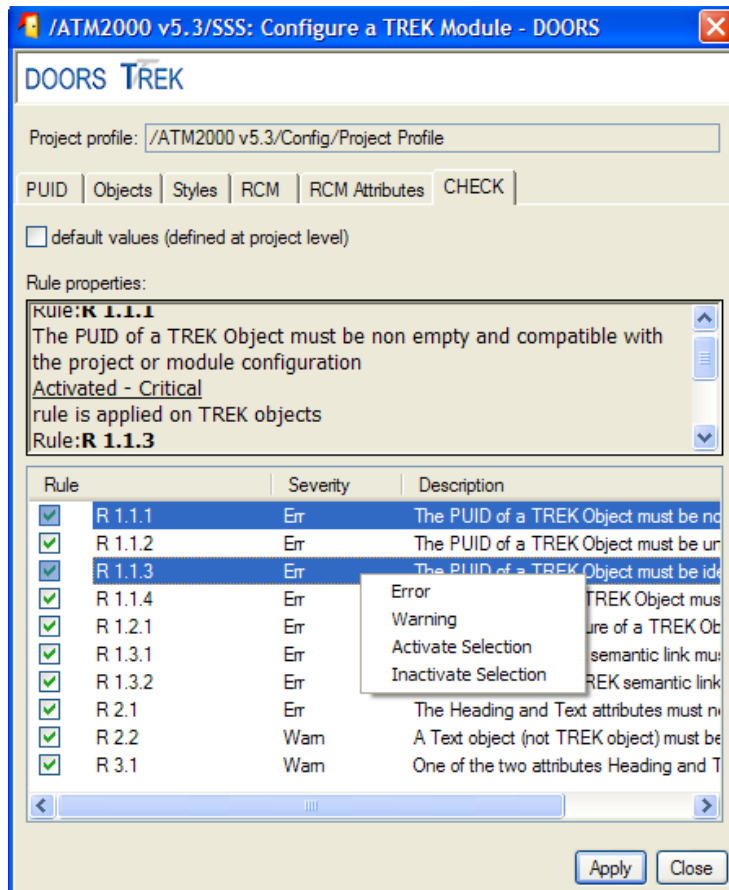 /ATM2000 v5.3/SSS: Configure a TREK Module - DOORS
DOORS TREK
Project profile: /ATM2000 v5.3/Config/Project Profile
PUID Objects Styles RCM RCM Attributes CHECK
default values (defined at project level)
Rule properties:
Rule:R 1.1.1
The PUID of a TREK Object must be non empty and compatible with
the project or module configuration
Activated - Critical
rule is applied on TREK objects
Rule:R 1.1.3
Rule Severity Description
R 1.1.1 Err The PUID of a TREK Object must be
R 1.1.2 Err The PUID of a TREK Object must be
R 1.1.3 Err The PUID of a TREK Object must be
R 1.1.4 Err TREK Object
R 1.2.1 Err of a TREK
R 1.3.1 Err semantic link
R 1.3.2 Err semantic link
R 2.1 Err The Heading and Text attributes must
R 2.2 Warn A Text object (not TREK object) must be
R 3.1 Warn One of the two attributes Heading and
Error
Warning
Activate Selection
Inactivate Selection
Apply Close